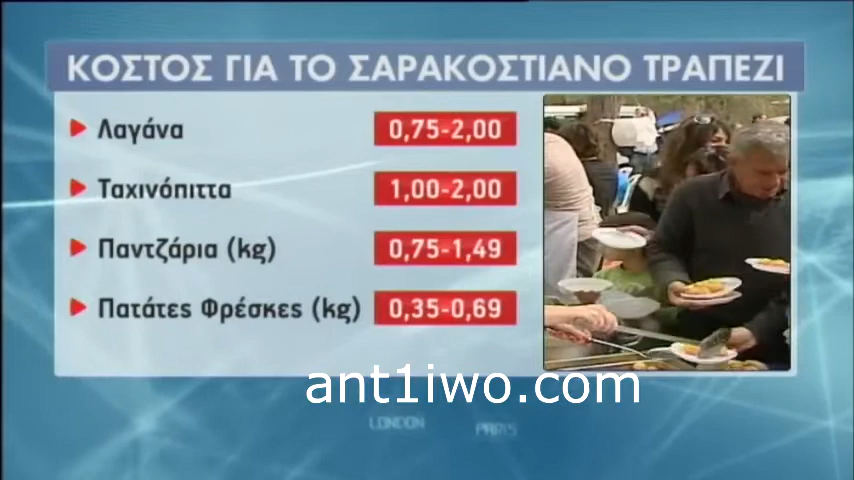 ΚΟΣΤΟΣ ΓΙΑ ΤΟ ΣΑΡΑΚΟΣΤΙΑΝΟ ΤΡΑΠΕΖΙ
Λαγάνα 0,75-2,00
Ταχινόπιττα 1,00-2,00
Παντζάρια (kg) 0,75-1,49
Πατάτες Φρέσκες (kg) 0,35-0,69
ant1iwo.com
LONDON PARIS